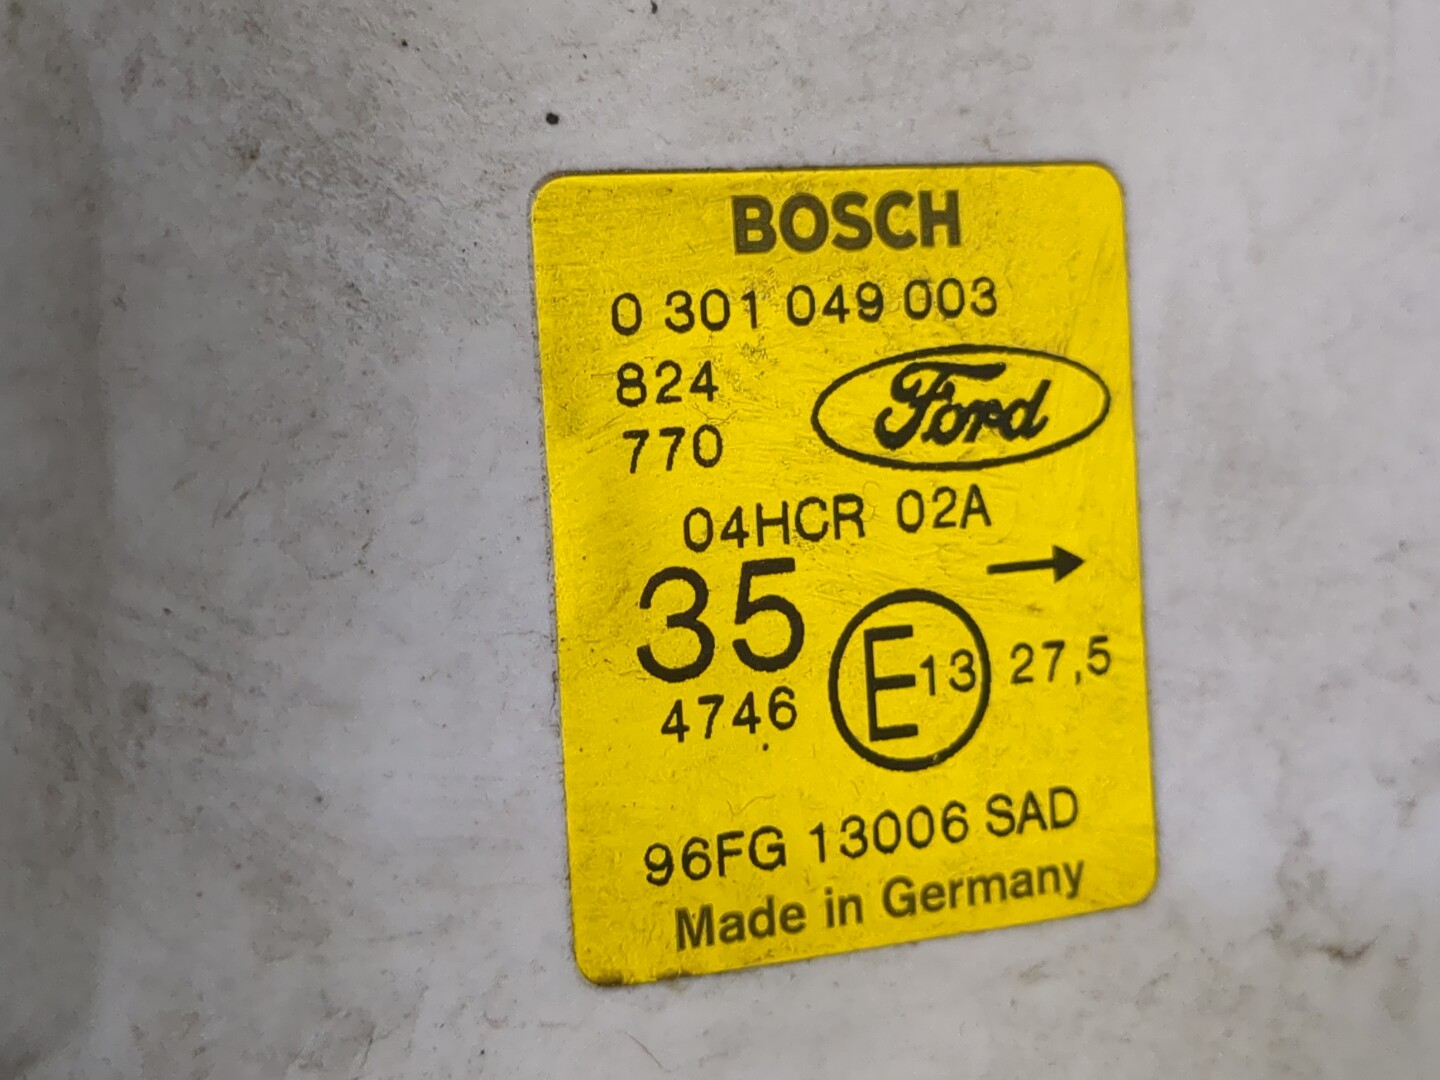 BOSCH
0 301 049 003
824
770
Ford
04HCR 02A
→
35
4746
E13 27,5
96FG 13006 SAD
Made in Germany